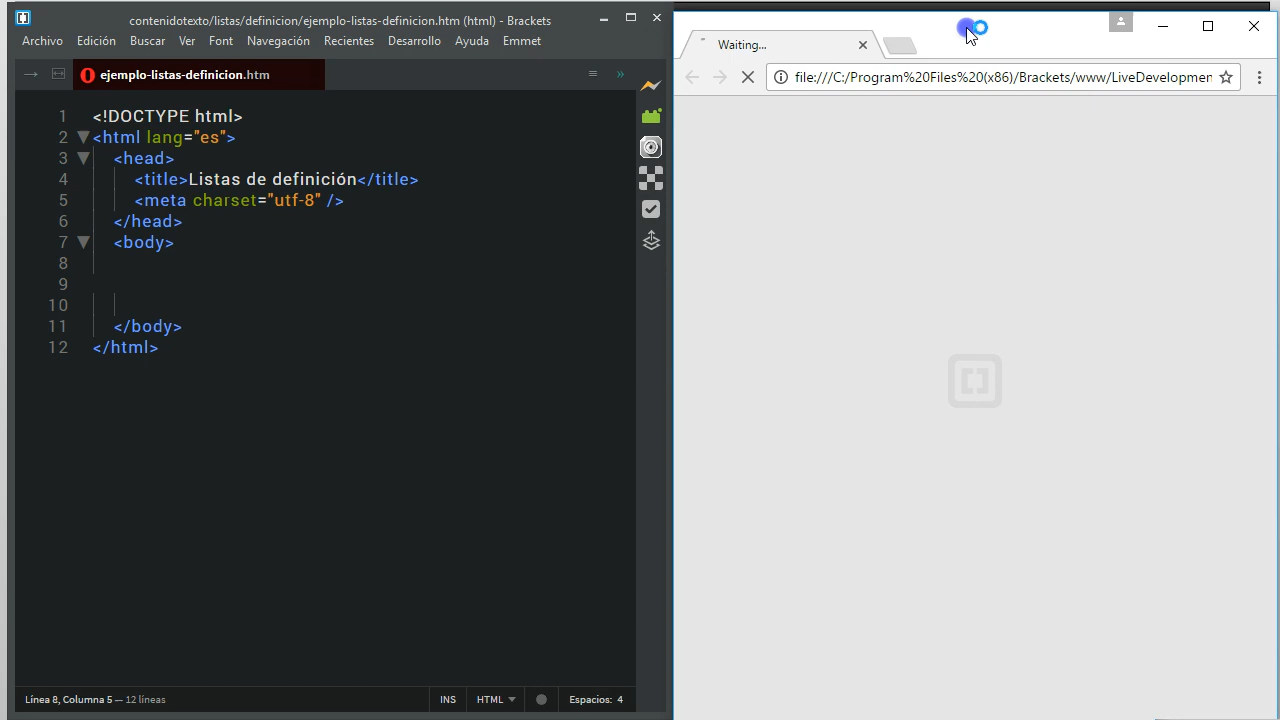 contenidotexto/listas/definicion/ejemplo-listas-definicion.htm (html) - Brackets
Archivo Edición Buscar Ver Font Navegación Recientes Desarrollo Ayuda Emmet
ejemplo-listas-definicion.htm
1 <!DOCTYPE html>
2 <html lang="es">
3 <head>
4 <title>Listas de definición</title>
5 <meta charset="utf-8" />
6 </head>
7 <body>
8
9
10
11 </body>
12 </html>
Línea 8, Columna 5 — 12 líneas
INS HTML Espacios: 4
Waiting...
file:///C:/Program%20Files%20(x86)/Brackets/www/LiveDevelopmen